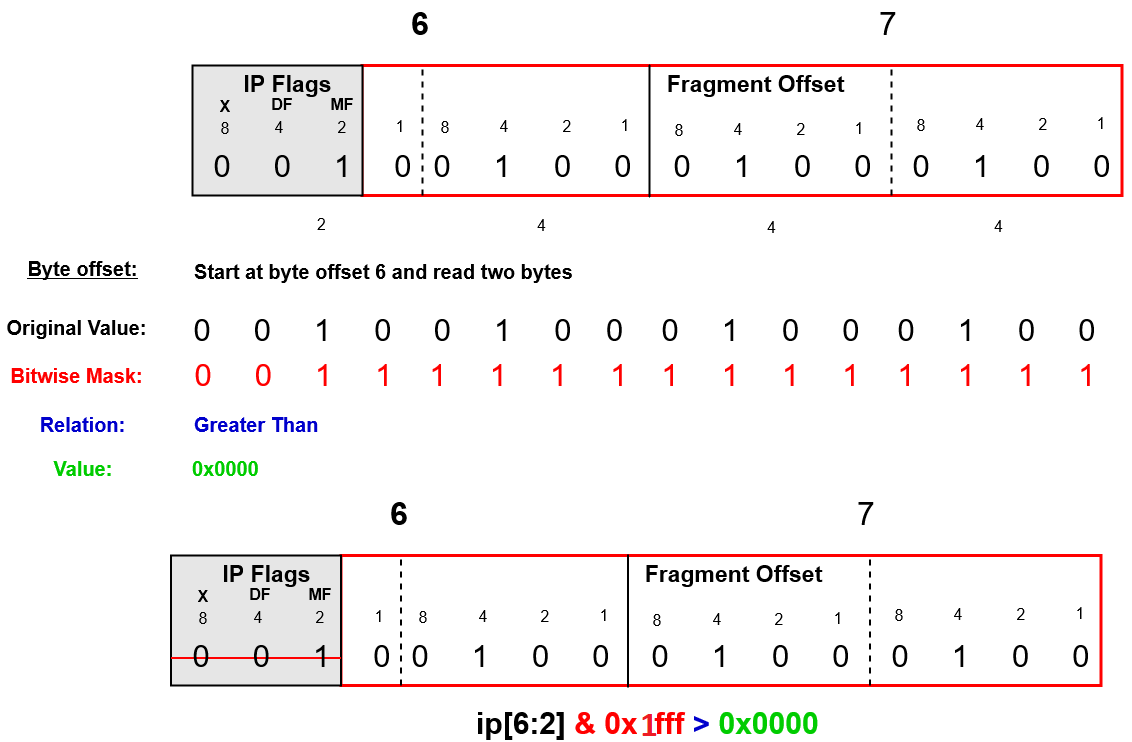 6 7
IP Flags Fragment Offset
X DF MF
8 4 2 1 8 4 2 1 8 4 2 1 8 4 2 1
0 0 1 0 0 1 0 0 0 1 0 0 0 1 0 0
2 4 4 4
Byte offset: Start at byte offset 6 and read two bytes
Original Value: 0 0 1 0 0 1 0 0 0 1 0 0 0 1 0 0
Bitwise Mask: 0 0 1 1 1 1 1 1 1 1 1 1 1 1 1 1
Relation: Greater Than
Value: 0x0000
6 7
IP Flags Fragment Offset
X DF MF
8 4 2 1 8 4 2 1 8 4 2 1 8 4 2 1
0 0 1 0 0 1 0 0 0 1 0 0 0 1 0 0
ip[6:2] & 0x1fff > 0x0000